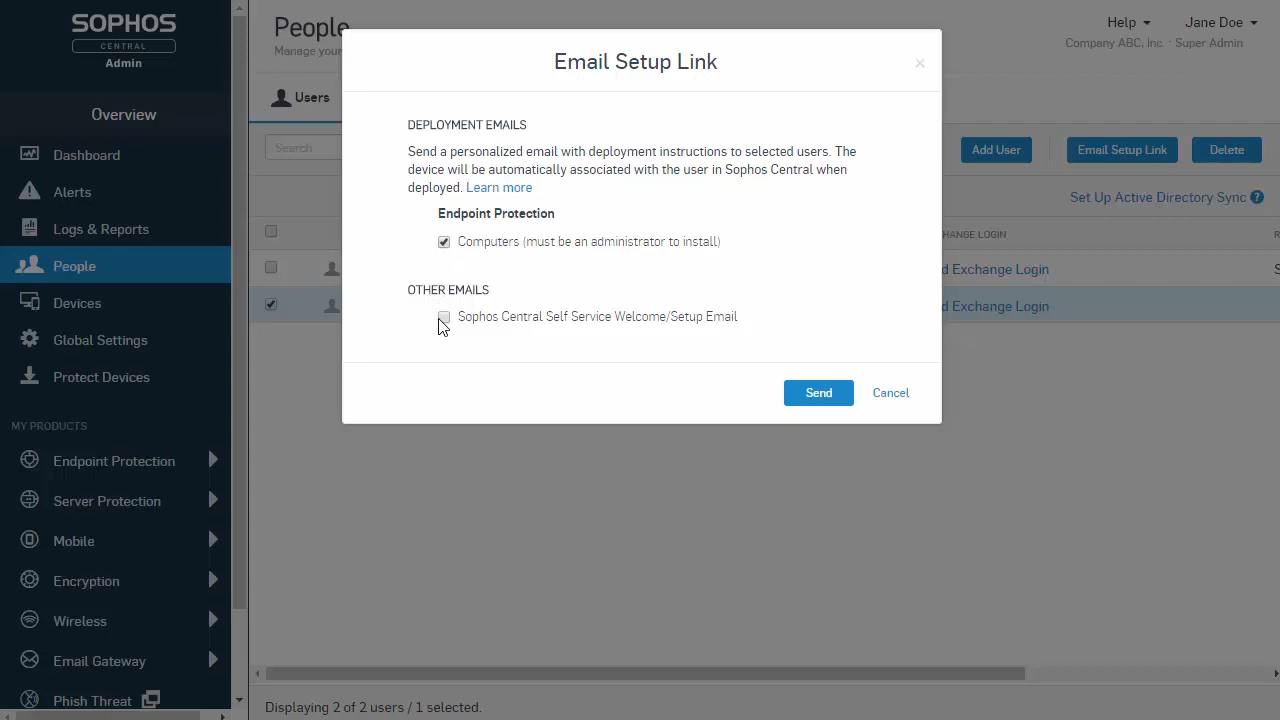 SOPHOS
CENTRAL
Admin
Overview
Dashboard
Alerts
Logs & Reports
People
Devices
Global Settings
Protect Devices
MY PRODUCTS
Endpoint Protection
Server Protection
Mobile
Encryption
Wireless
Email Gateway
Phish Threat
People
Manage your
Help
Jane Doe
Company ABC, Inc. · Super Admin
Users
Search
Add User
Email Setup Link
Delete
Set Up Active Directory Sync
HANGE LOGIN
d Exchange Login
d Exchange Login
Email Setup Link
×
DEPLOYMENT EMAILS
Send a personalized email with deployment instructions to selected users. The
device will be automatically associated with the user in Sophos Central when
deployed. Learn more
Endpoint Protection
Computers (must be an administrator to install)
OTHER EMAILS
Sophos Central Self Service Welcome/Setup Email
Send
Cancel
Displaying 2 of 2 users / 1 selected.